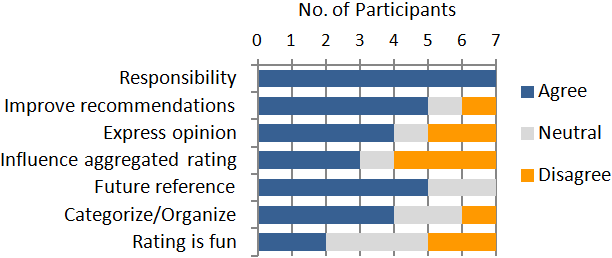 No. of Participants
0 1 2 3 4 5 6 7
Responsibility
Improve recommendations
Express opinion
Influence aggregated rating
Future reference
Categorize/Organize
Rating is fun
Agree
Neutral
Disagree